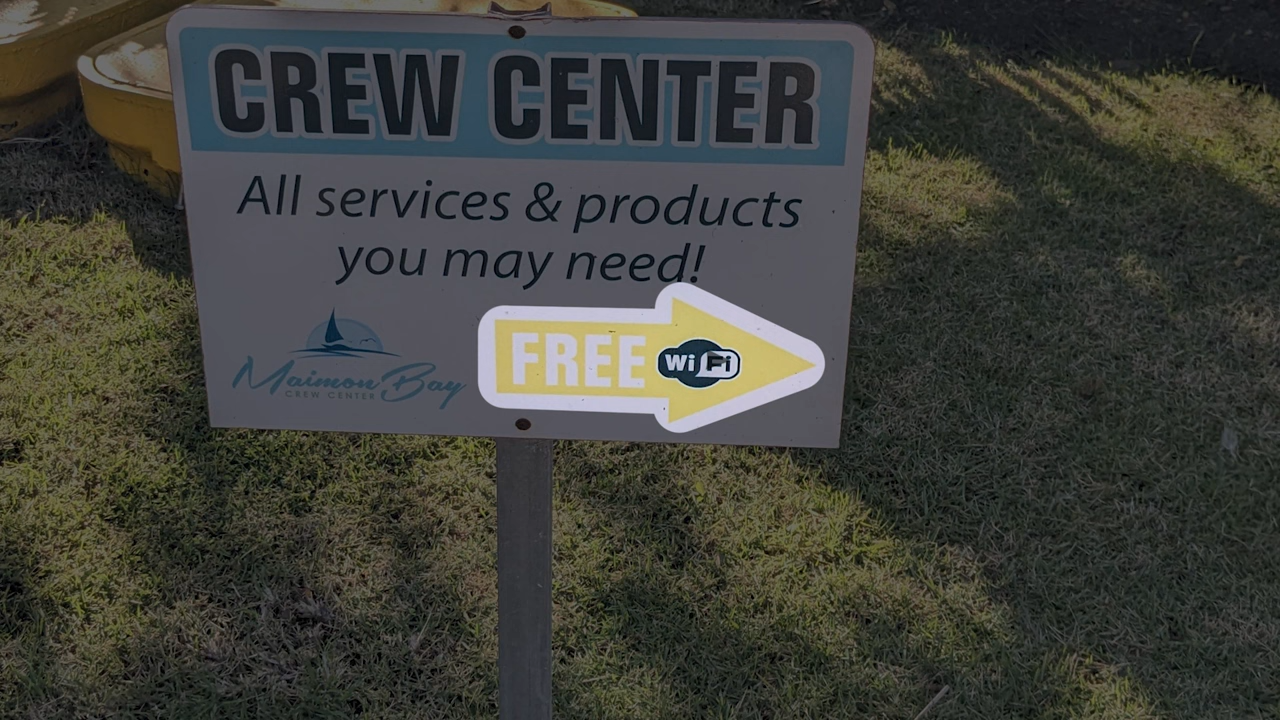 CREW CENTER
All services & products
you may need!
FREE WiFi
Maimon Bay
CREW CENTER